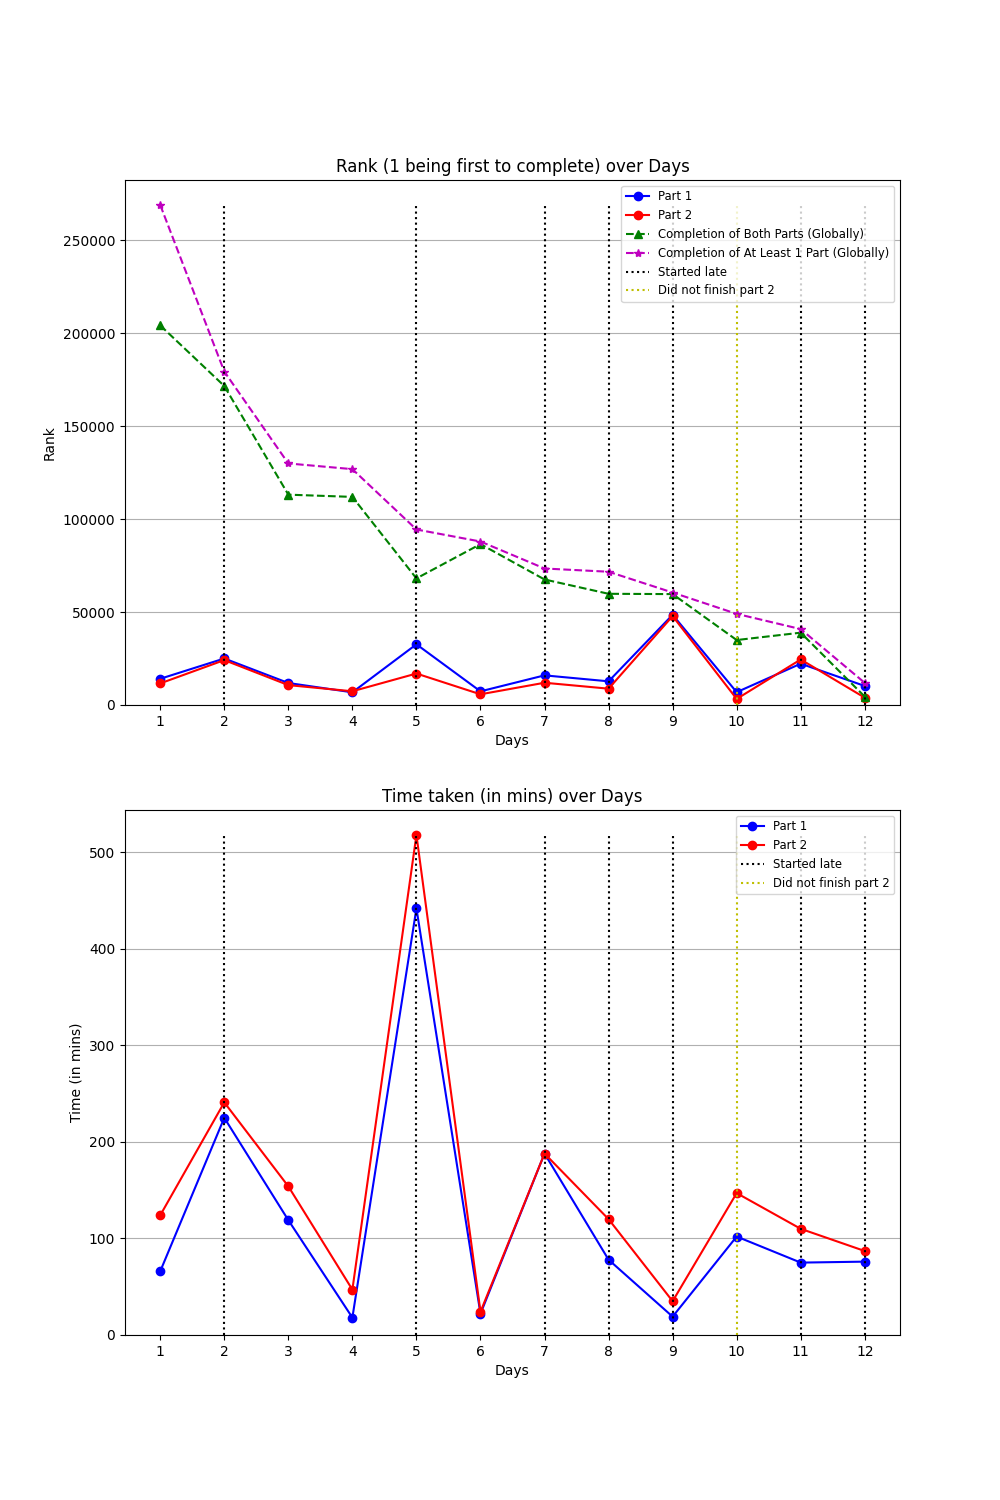 Rank (1 being first to complete) over Days
Part 1
Part 2
Completion of Both Parts (Globally)
Completion of At Least 1 Part (Globally)
Started late
Did not finish part 2
250000
200000
150000
100000
50000
0
Rank
1 2 3 4 5 6 7 8 9 10 11 12
Days
Time taken (in mins) over Days
Part 1
Part 2
Started late
Did not finish part 2
500
400
300
200
100
0
Time (in mins)
1 2 3 4 5 6 7 8 9 10 11 12
Days